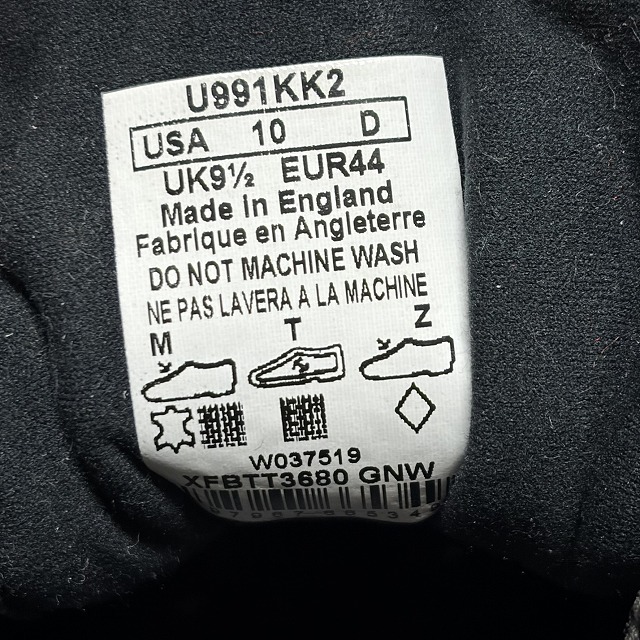 U991KK2
USA 10 D
UK9½ EUR44
Made in England
Fabrique en Angleterre
DO NOT MACHINE WASH
NE PAS LAVERA A LA MACHINE
M T Z
W037519
XFBTT3680 GNW